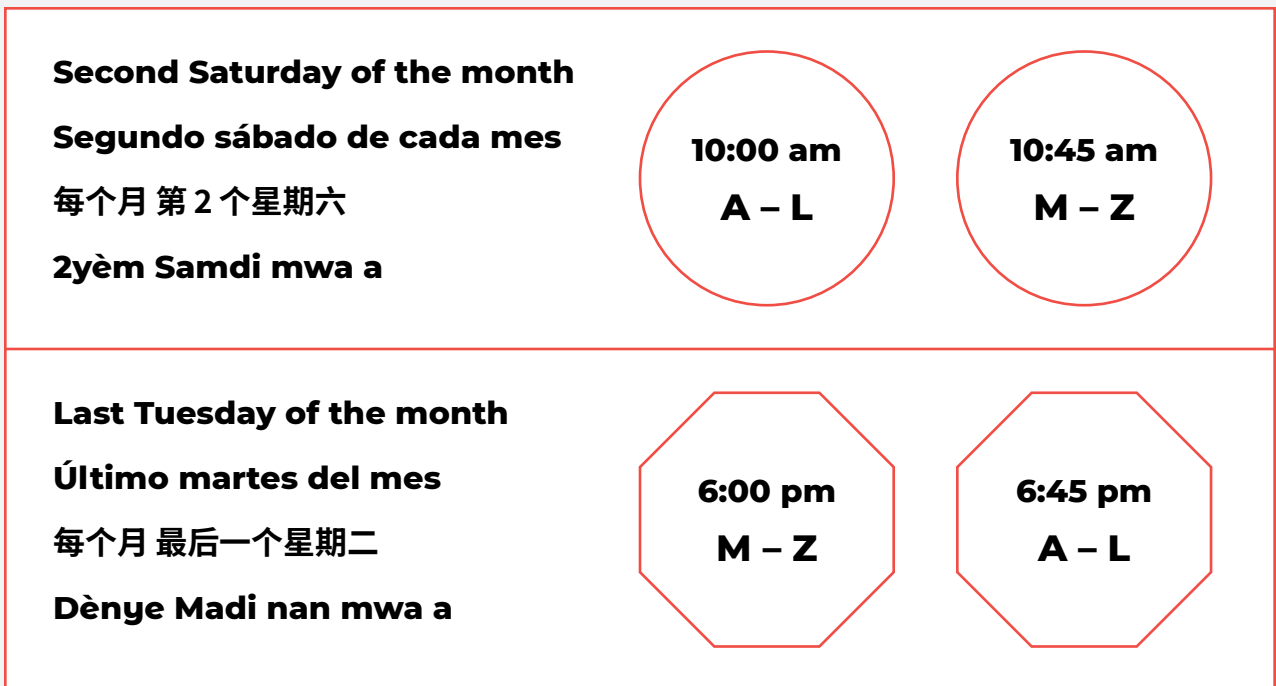 Second Saturday of the month
Segundo sábado de cada mes
每个月 第 2 个星期六
2yèm Samdi mwa a
10:00 am
A – L
10:45 am
M – Z
Last Tuesday of the month
Último martes del mes
每个月 最后一个星期二
Dènye Madi nan mwa a
6:00 pm
M – Z
6:45 pm
A – L